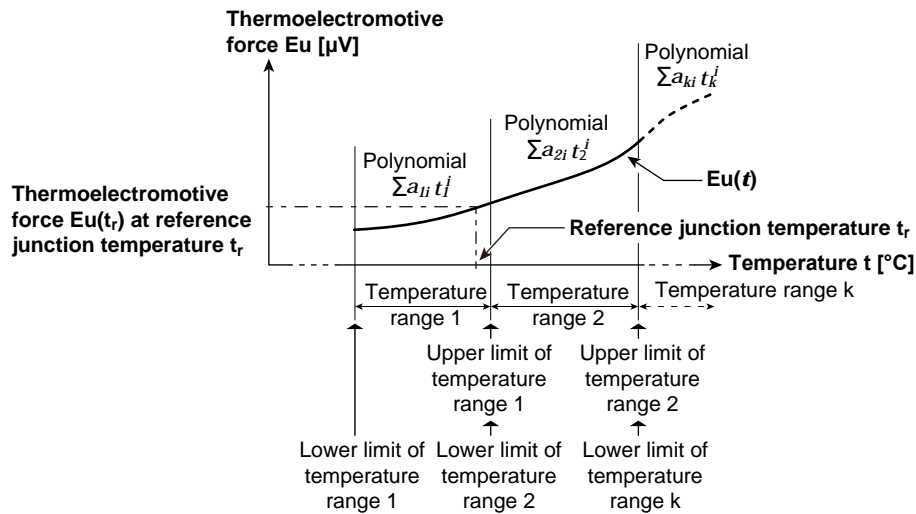 Thermoelectromotive
force Eu [µV]
Polynomial
Σa_ki t_k^i
Polynomial
Σa_2i t_2^i
Polynomial
Σa_1i t_1^i
Eu(t)
Thermoelectromotive
force Eu(t_r) at reference
junction temperature t_r
Reference junction temperature t_r
Temperature t [°C]
Temperature
range 1
Temperature
range 2
Temperature range k
Upper limit of
temperature
range 1
Upper limit of
temperature
range 2
Lower limit of
temperature
range 1
Lower limit of
temperature
range 2
Lower limit of
temperature
range k